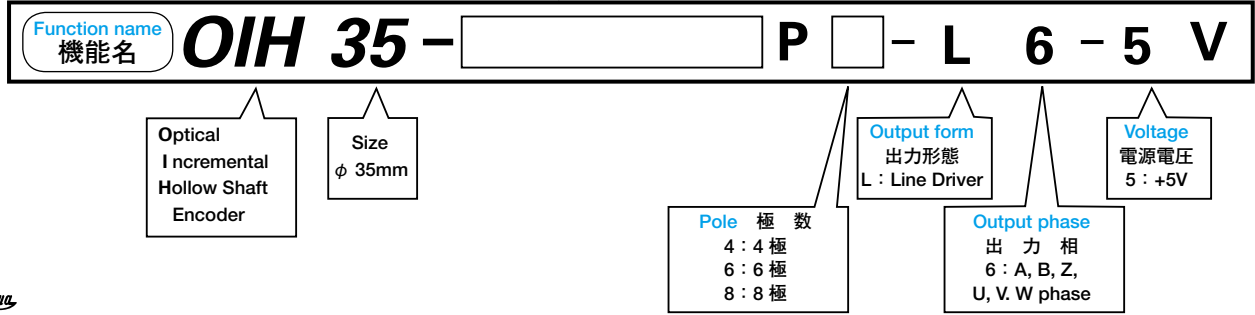 Function name
機能名
OIH 35 – P – L 6 – 5 V
Optical
Incremental
Hollow Shaft
Encoder
Size
φ 35mm
Pole 極 数
4：4 極
6：6 極
8：8 極
Output form
出力形態
L：Line Driver
Output phase
出 力 相
6：A, B, Z,
U, V. W phase
Voltage
電源電圧
5：+5V